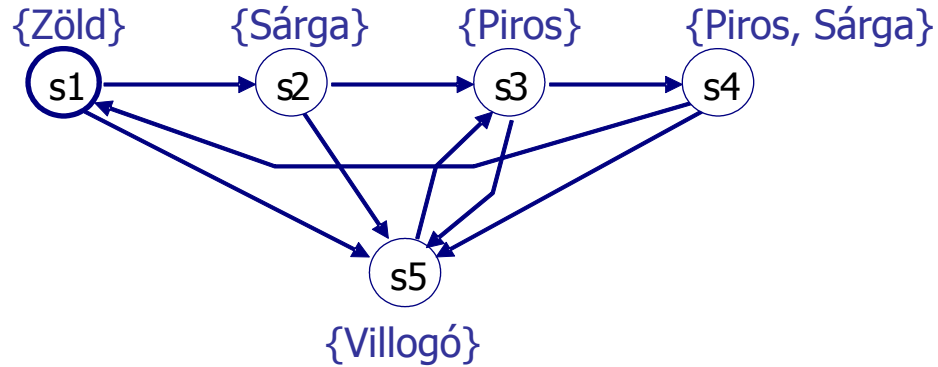 {Zöld} {Sárga} {Piros} {Piros, Sárga}
s1 s2 s3 s4
s5
{Villogó}